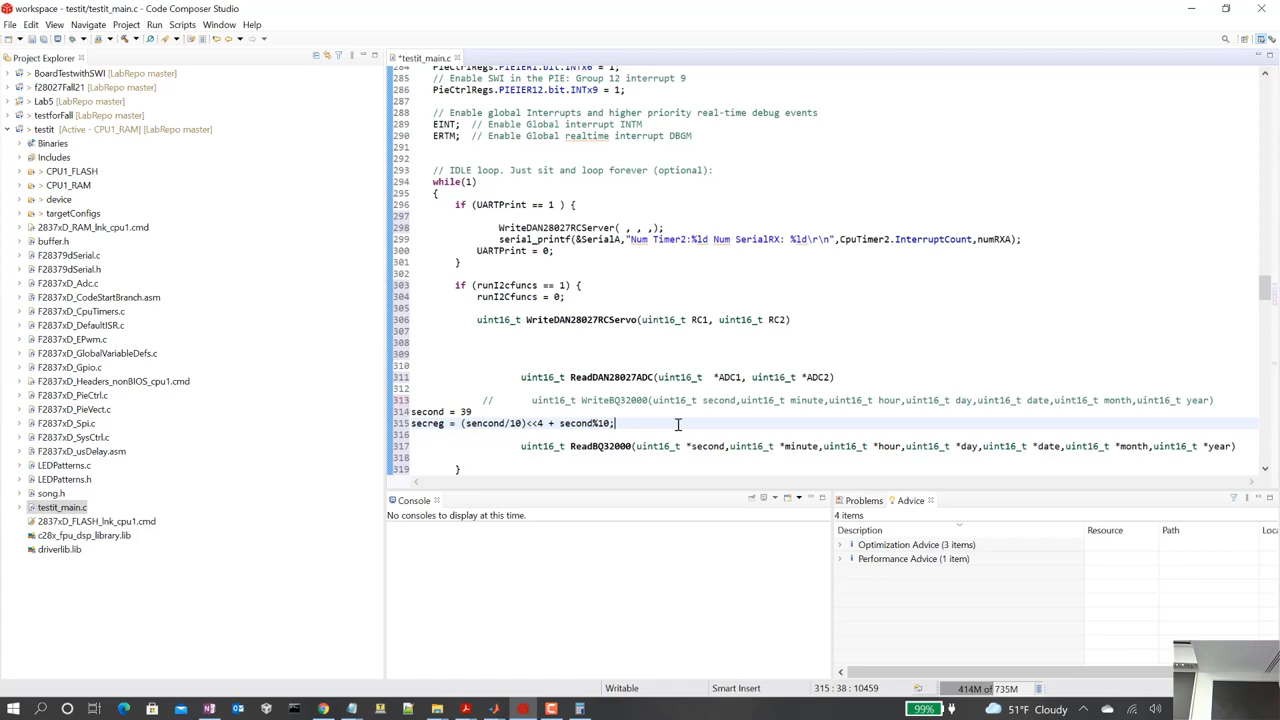 workspace - testit/testit_main.c - Code Composer Studio
File Edit View Navigate Project Run Scripts Window Help
Project Explorer
*testit_main.c
> BoardTestwithSWI [LabRepo master]
> f28027Fall21 [LabRepo master]
> Lab5 [LabRepo master]
> testforFall [LabRepo master]
> testit [Active - CPU1_RAM] [LabRepo master]
Binaries
Includes
> CPU1_FLASH
> CPU1_RAM
> device
> targetConfigs
2837xD_RAM_lnk_cpu1.cmd
buffer.h
F28379dSerial.c
F28379dSerial.h
F2837xD_Adc.c
F2837xD_CodeStartBranch.asm
F2837xD_CpuTimers.c
F2837xD_DefaultISR.c
F2837xD_EPwm.c
F2837xD_GlobalVariableDefs.c
F2837xD_Gpio.c
F2837xD_Headers_nonBIOS_cpu1.cmd
F2837xD_PieCtrl.c
F2837xD_PieVect.c
F2837xD_Spi.c
F2837xD_SysCtrl.c
F2837xD_usDelay.asm
LEDPatterns.c
LEDPatterns.h
song.h
testit_main.c
2837xD_FLASH_lnk_cpu1.cmd
c28x_fpu_dsp_library.lib
driverlib.lib
284 PieCtrlRegs.PIEIER1.bit.INTx6 = 1;
285 // Enable SWI in the PIE: Group 12 interrupt 9
286 PieCtrlRegs.PIEIER12.bit.INTx9 = 1;
287
288 // Enable global Interrupts and higher priority real-time debug events
289 EINT; // Enable Global interrupt INTM
290 ERTM; // Enable Global realtime interrupt DBGM
291
292
293 // IDLE loop. Just sit and loop forever (optional):
294 while(1)
295 {
296 if (UARTPrint == 1 ) {
297
298 WriteDAN28027RCServer( , , ,);
299 serial_printf(&SerialA,"Num Timer2:%ld Num SerialRX: %ld\r\n",CpuTimer2.InterruptCount,numRXA);
300 UARTPrint = 0;
301 }
302
303 if (runI2cfuncs == 1) {
304 runI2Cfuncs = 0;
305
306 uint16_t WriteDAN28027RCServo(uint16_t RC1, uint16_t RC2)
307
308
309
310
311 uint16_t ReadDAN28027ADC(uint16_t *ADC1, uint16_t *ADC2)
312
313 // uint16_t WriteBQ32000(uint16_t second,uint16_t minute,uint16_t hour,uint16_t day,uint16_t date,uint16_t month,uint16_t year)
314 second = 39
315 secreg = (sencond/10)<<4 + second%10;
316
317 uint16_t ReadBQ32000(uint16_t *second,uint16_t *minute,uint16_t *hour,uint16_t *day,uint16_t *date,uint16_t *month,uint16_t *year)
318
319 }
Console
No consoles to display at this time.
Problems Advice
4 items
Description Resource Path Loca
Optimization Advice (3 items)
Performance Advice (1 item)
Writable Smart Insert 315 : 38 : 10459 414M of 735M
99% 51°F Cloudy